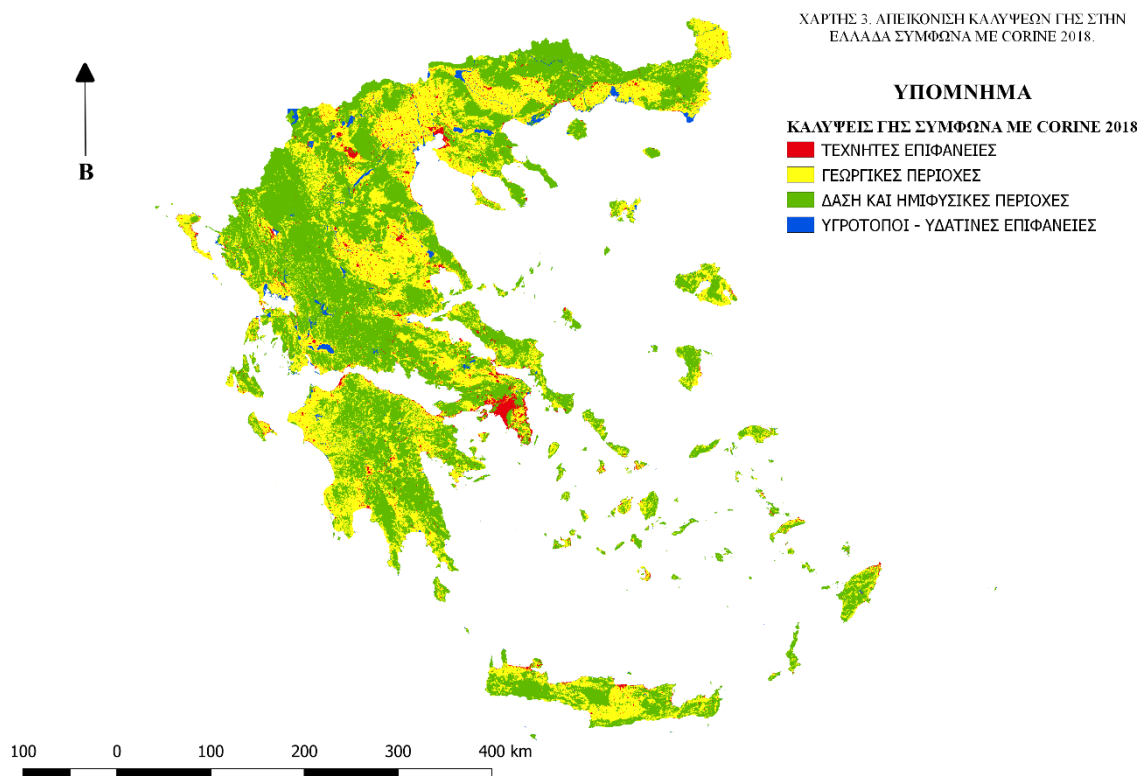 ΧΑΡΤΗΣ 3. ΑΠΕΙΚΟΝΙΣΗ ΚΑΛΥΨΕΩΝ ΓΗΣ ΣΤΗΝ
ΕΛΛΑΔΑ ΣΥΜΦΩΝΑ ΜΕ CORINE 2018.
ΥΠΟΜΝΗΜΑ
ΚΑΛΥΨΕΙΣ ΓΗΣ ΣΥΜΦΩΝΑ ΜΕ CORINE 2018
ΤΕΧΝΗΤΕΣ ΕΠΙΦΑΝΕΙΕΣ
ΓΕΩΡΓΙΚΕΣ ΠΕΡΙΟΧΕΣ
ΔΑΣΗ ΚΑΙ ΗΜΙΦΥΣΙΚΕΣ ΠΕΡΙΟΧΕΣ
ΥΓΡΟΤΟΠΟΙ - ΥΔΑΤΙΝΕΣ ΕΠΙΦΑΝΕΙΕΣ
Β
100 0 100 200 300 400 km